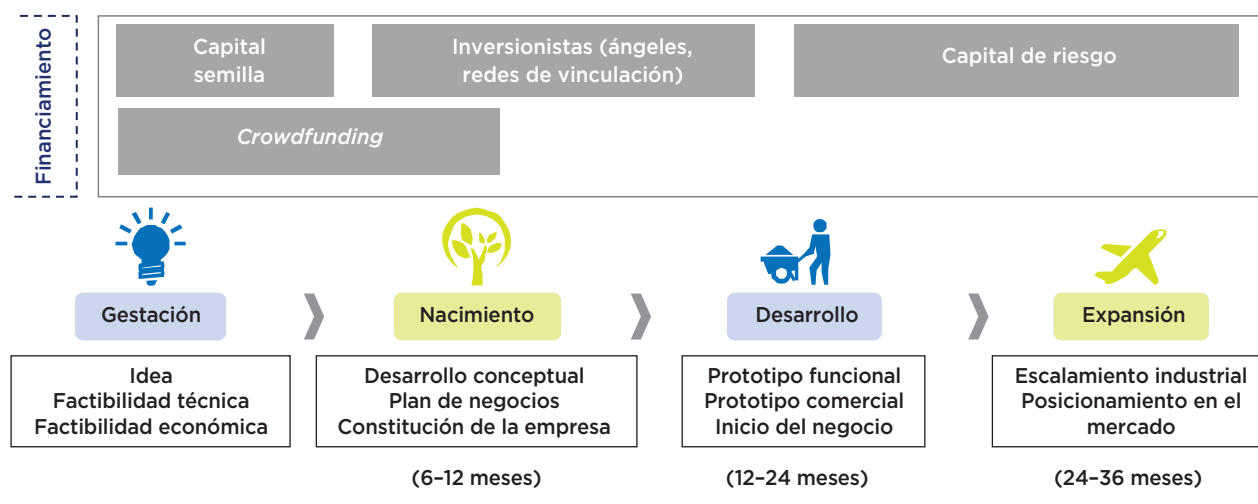 Financiamiento
Capital
semilla
Inversionistas (ángeles,
redes de vinculación)
Capital de riesgo
Crowdfunding
Gestación
Nacimiento
Desarrollo
Expansión
Idea
Factibilidad técnica
Factibilidad económica
Desarrollo conceptual
Plan de negocios
Constitución de la empresa
Prototipo funcional
Prototipo comercial
Inicio del negocio
Escalamiento industrial
Posicionamiento en el
mercado
(6–12 meses)
(12–24 meses)
(24–36 meses)